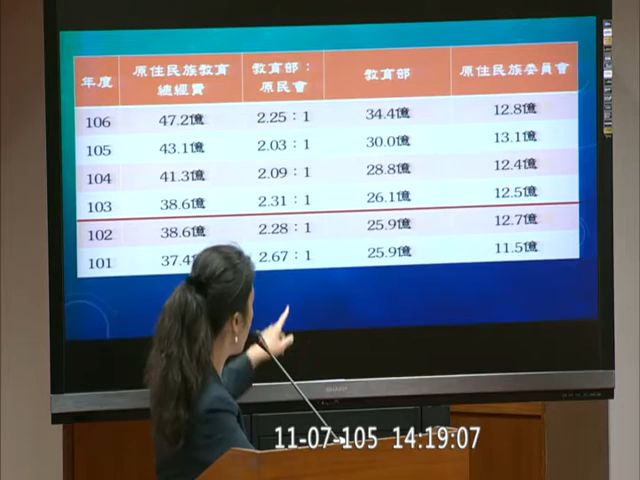 年度 原住民族教育總經費 教育部：原民會 教育部 原住民族委員會
106 47.2億 2.25：1 34.4億 12.8億
105 43.1億 2.03：1 30.0億 13.1億
104 41.3億 2.09：1 28.8億 12.4億
103 38.6億 2.31：1 26.1億 12.5億
102 38.6億 2.28：1 25.9億 12.7億
101 37.4 2.67：1 25.9億 11.5億
SHARP
11-07-105 14:19:07